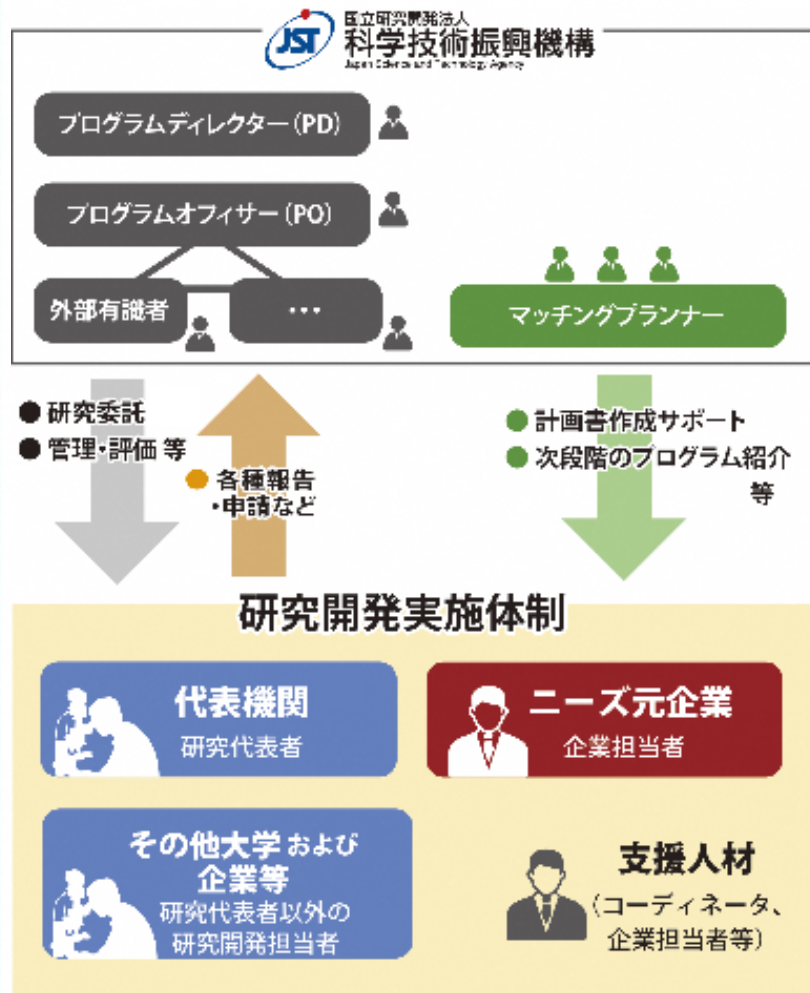 JST
国立研究開発法人
科学技術振興機構
Japan Science and Technology Agency
プログラムディレクター(PD)
プログラムオフィサー(PO)
外部有識者
･･･
マッチングプランナー
● 研究委託
● 管理・評価 等
● 各種報告
・申請など
● 計画書作成サポート
● 次段階のプログラム紹介
等
研究開発実施体制
代表機関
研究代表者
ニーズ元企業
企業担当者
その他大学 および
企業等
研究代表者以外の
研究開発担当者
支援人材
(コーディネータ、
企業担当者等)